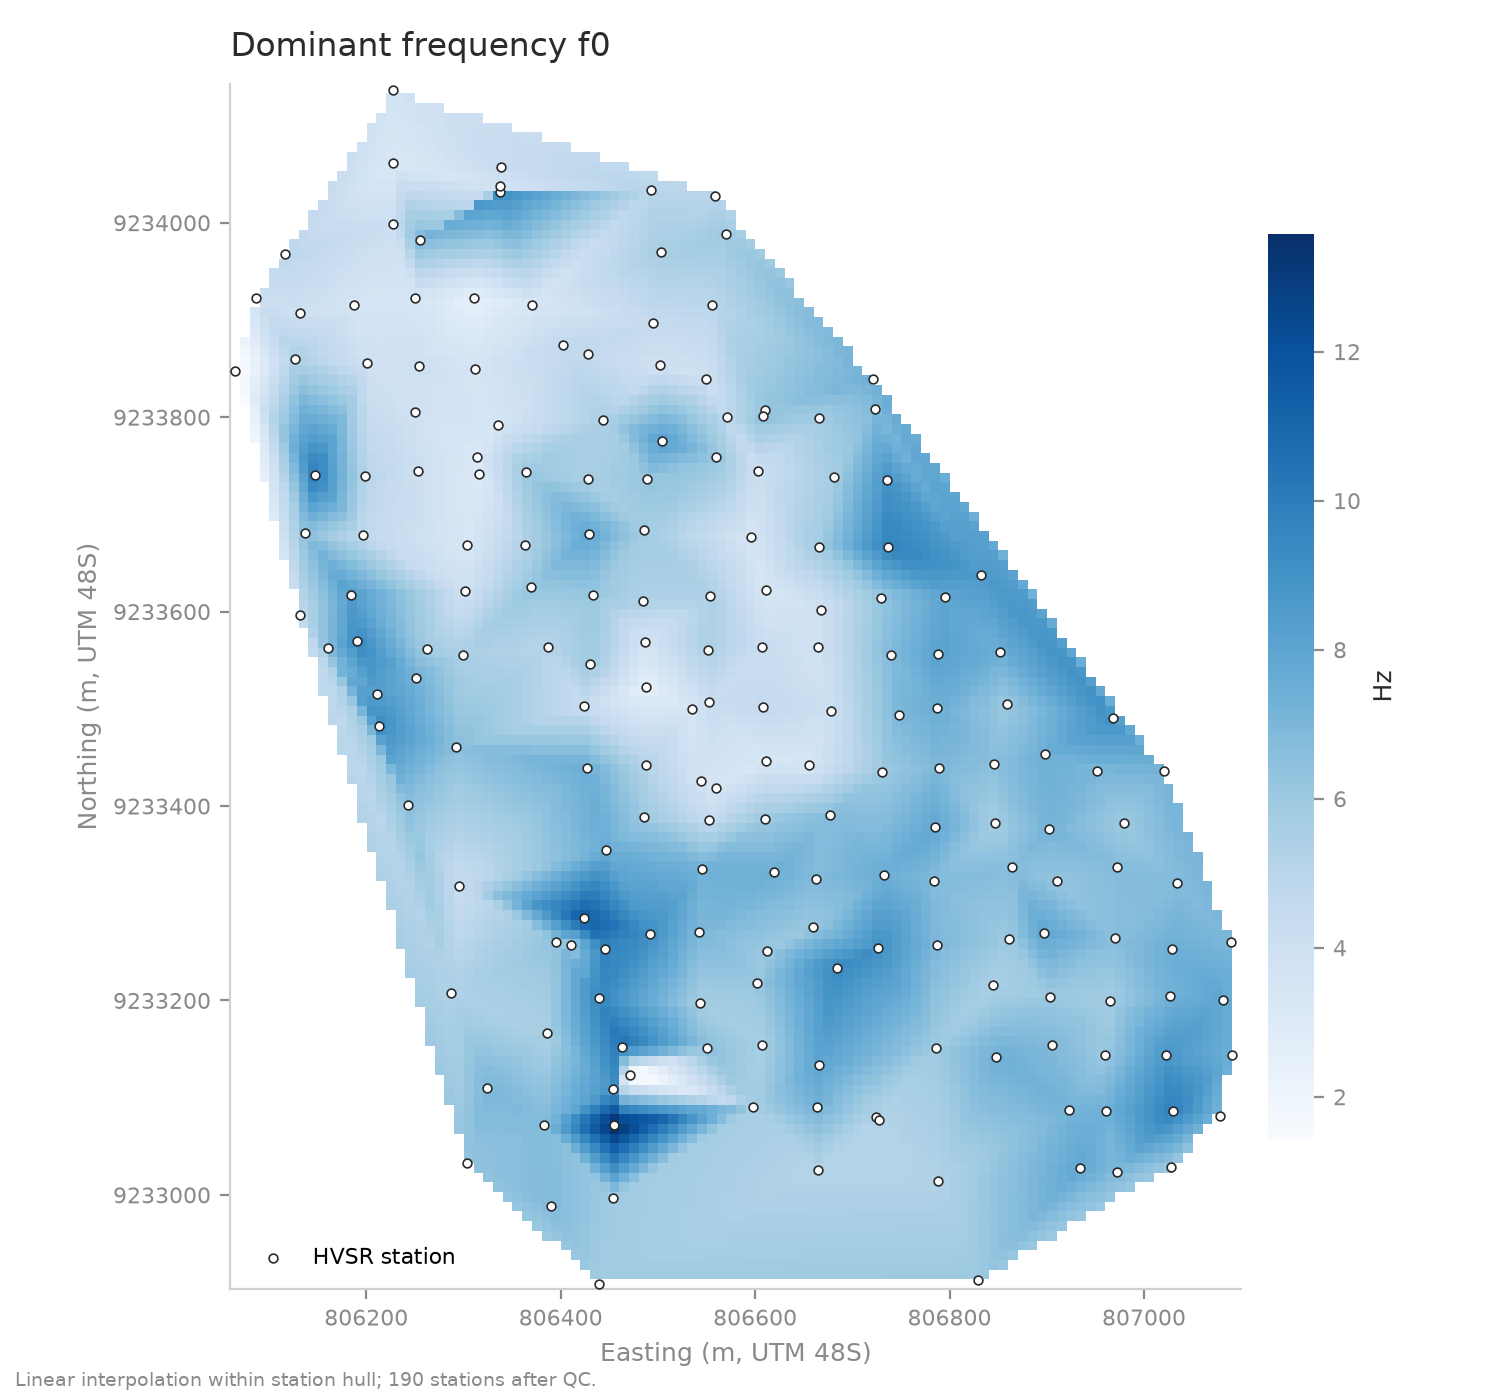 Dominant frequency f0
9234000
9233800
9233600
9233400
9233200
9233000
Northing (m, UTM 48S)
HVSR station
806200 806400 806600 806800 807000
Easting (m, UTM 48S)
12
10
8
6
4
2
Hz
Linear interpolation within station hull; 190 stations after QC.